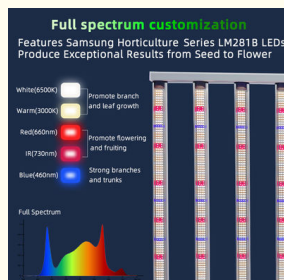 Full spectrum customization
Features Samsung Horticulture Series LM281B LEDs
Produce Exceptional Results from Seed to Flower
White(6500K)
Warm(3000K)
Promote branch
and leaf growth
Red(660nm)
IR(730nm)
Promote flowering
and fruiting
Blue(460nm)
Strong branches
and trunks
Full Spectrum